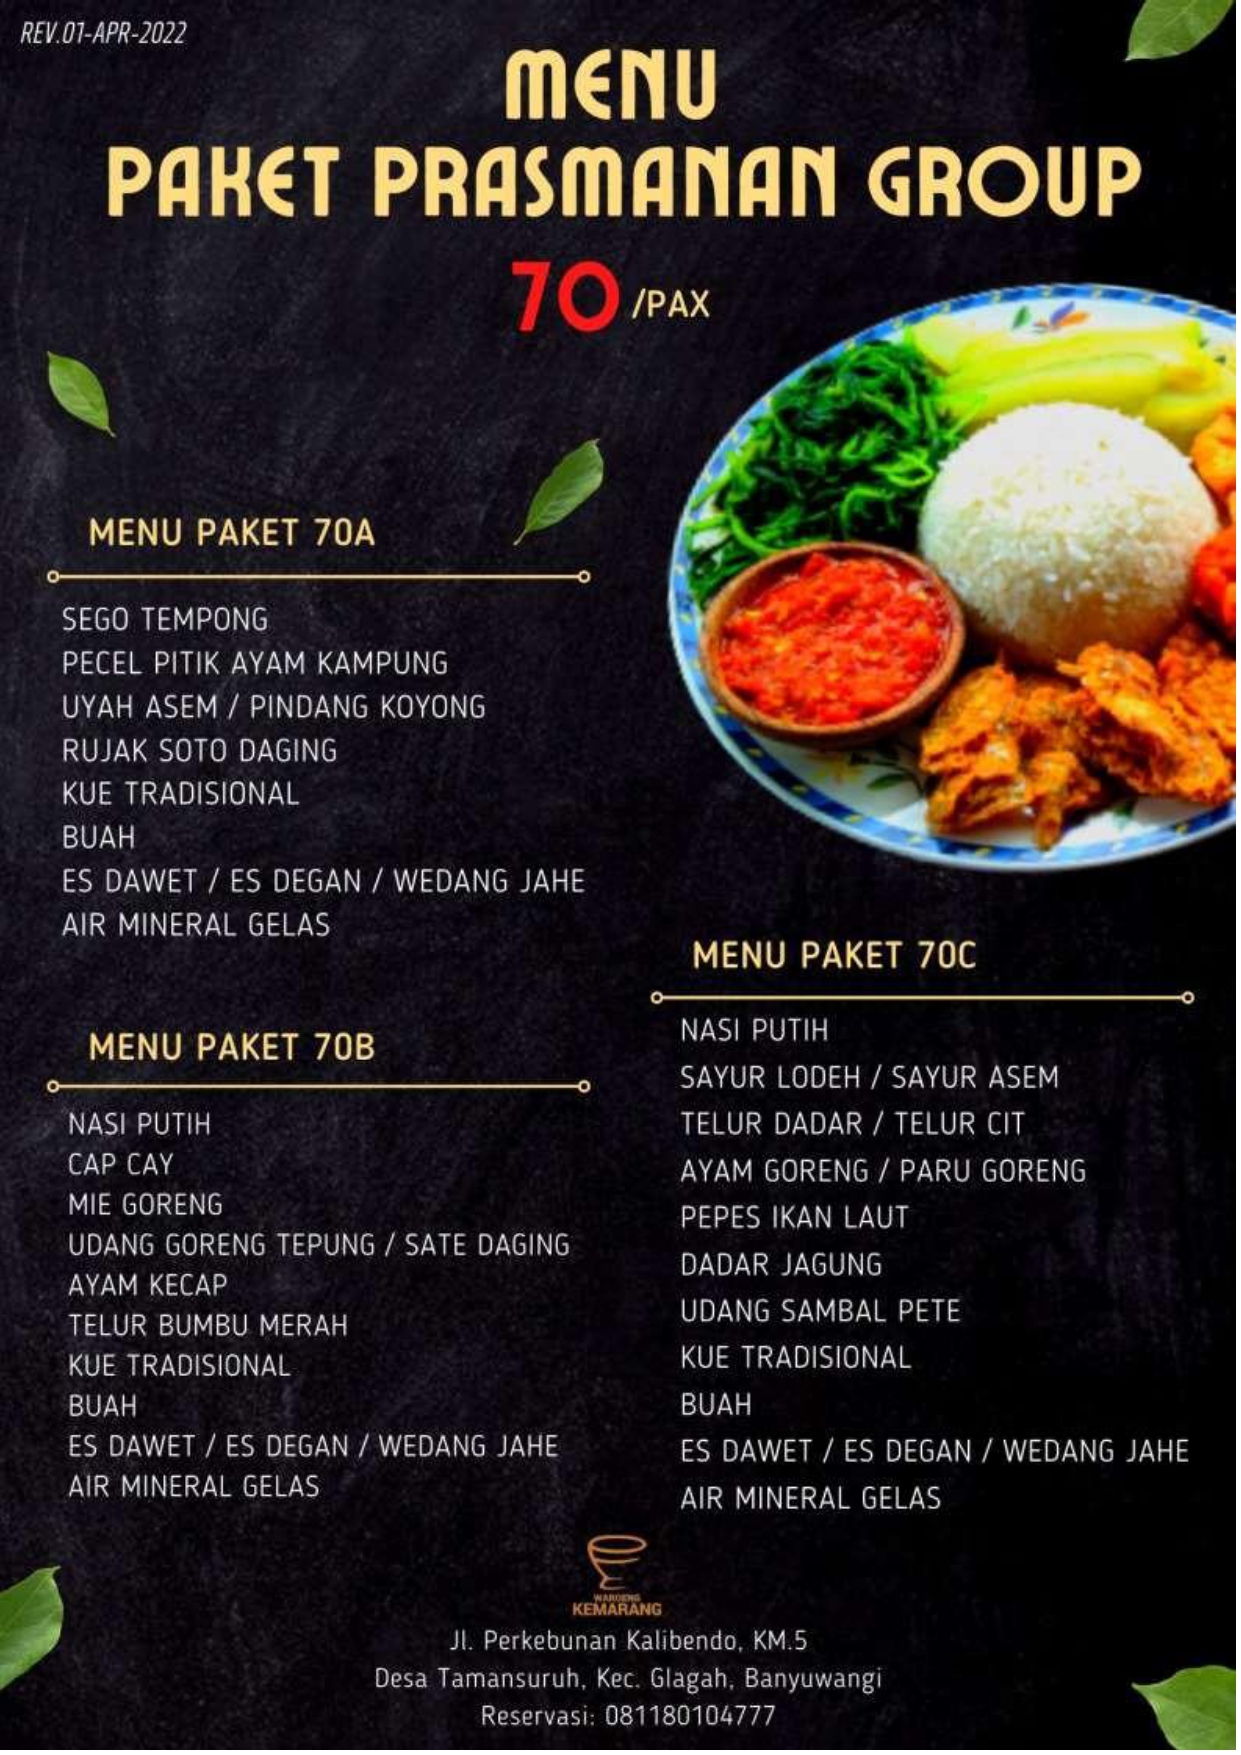 REV.01-APR-2022
MENU
PAKET PRASMANAN GROUP
70 /PAX
MENU PAKET 70A
SEGO TEMPONG
PECEL PITIK AYAM KAMPUNG
UYAH ASEM / PINDANG KOYONG
RUJAK SOTO DAGING
KUE TRADISIONAL
BUAH
ES DAWET / ES DEGAN / WEDANG JAHE
AIR MINERAL GELAS
MENU PAKET 70B
NASI PUTIH
CAP CAY
MIE GORENG
UDANG GORENG TEPUNG / SATE DAGING
AYAM KECAP
TELUR BUMBU MERAH
KUE TRADISIONAL
BUAH
ES DAWET / ES DEGAN / WEDANG JAHE
AIR MINERAL GELAS
MENU PAKET 70C
NASI PUTIH
SAYUR LODEH / SAYUR ASEM
TELUR DADAR / TELUR CIT
AYAM GORENG / PARU GORENG
PEPES IKAN LAUT
DADAR JAGUNG
UDANG SAMBAL PETE
KUE TRADISIONAL
BUAH
ES DAWET / ES DEGAN / WEDANG JAHE
AIR MINERAL GELAS
WAROENG
KEMARANG
Jl. Perkebunan Kalibendo, KM.5
Desa Tamansuruh, Kec. Glagah, Banyuwangi
Reservasi: 081180104777